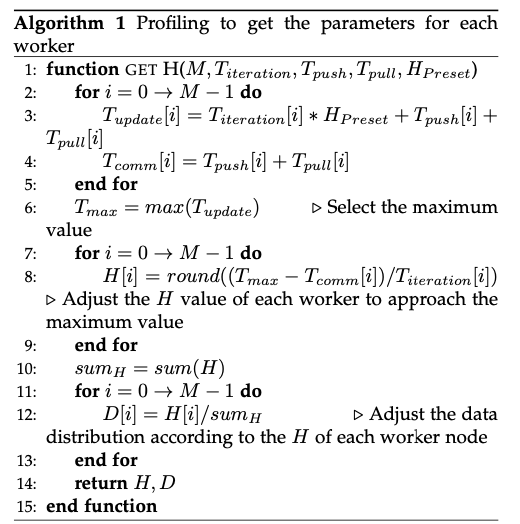 Algorithm 1 Profiling to get the parameters for each
worker
1: function GET H(M, T_{iteration}, T_{push}, T_{pull}, H_{Preset})
2: for i = 0 → M − 1 do
3: T_{update}[i] = T_{iteration}[i] ∗ H_{Preset} + T_{push}[i] +
T_{pull}[i]
4: T_{comm}[i] = T_{push}[i] + T_{pull}[i]
5: end for
6: T_{max} = max(T_{update}) ▷ Select the maximum
value
7: for i = 0 → M − 1 do
8: H[i] = round((T_{max} − T_{comm}[i])/T_{iteration}[i])
▷ Adjust the H value of each worker to approach the
maximum value
9: end for
10: sum_H = sum(H)
11: for i = 0 → M − 1 do
12: D[i] = H[i]/sum_H ▷ Adjust the data
distribution according to the H of each worker node
13: end for
14: return H, D
15: end function